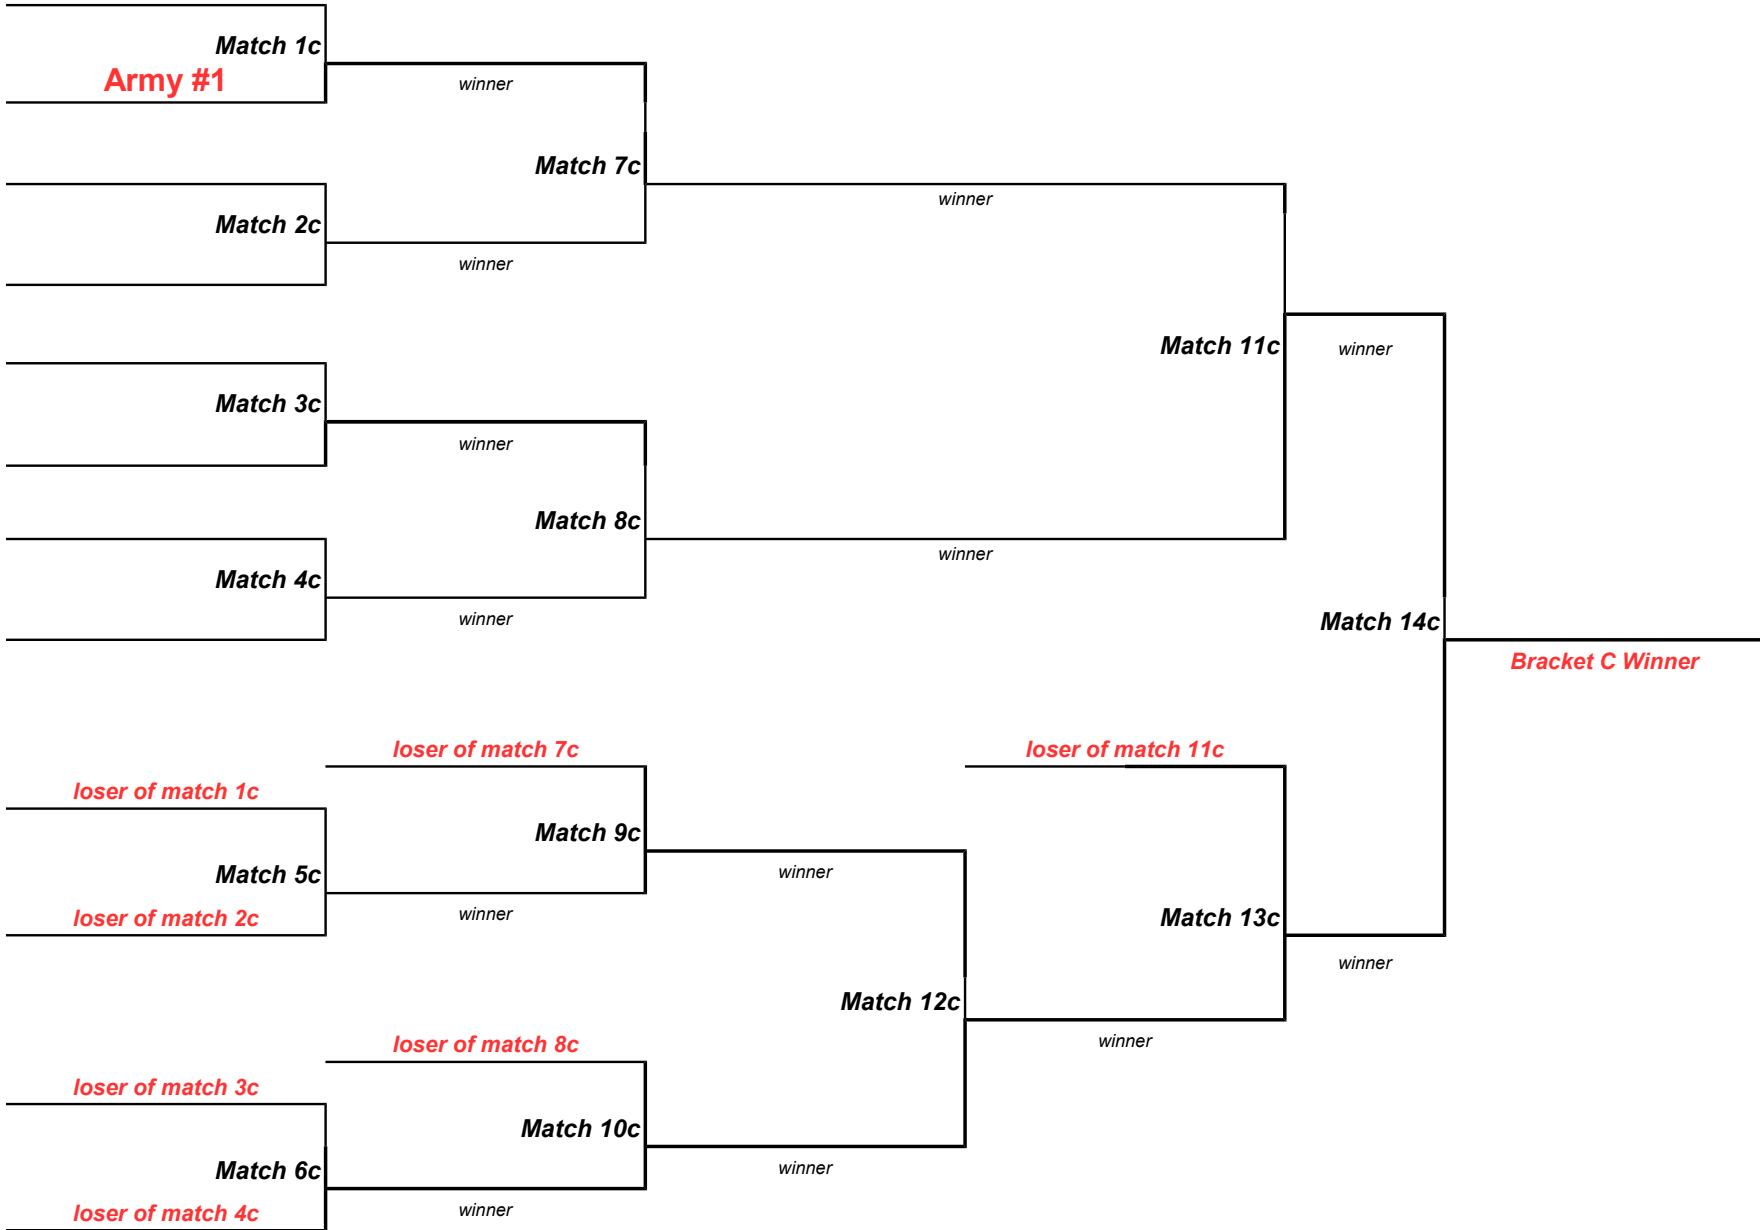 Match 1c
Army #1
winner
Match 7c
winner
Match 2c
winner
Match 11c
winner
Match 3c
winner
Match 8c
winner
Match 4c
winner
Match 14c
Bracket C Winner
loser of match 7c
loser of match 11c
loser of match 1c
Match 9c
winner
Match 5c
loser of match 2c
winner
Match 13c
winner
Match 12c
winner
loser of match 8c
loser of match 3c
Match 10c
winner
Match 6c
loser of match 4c
winner